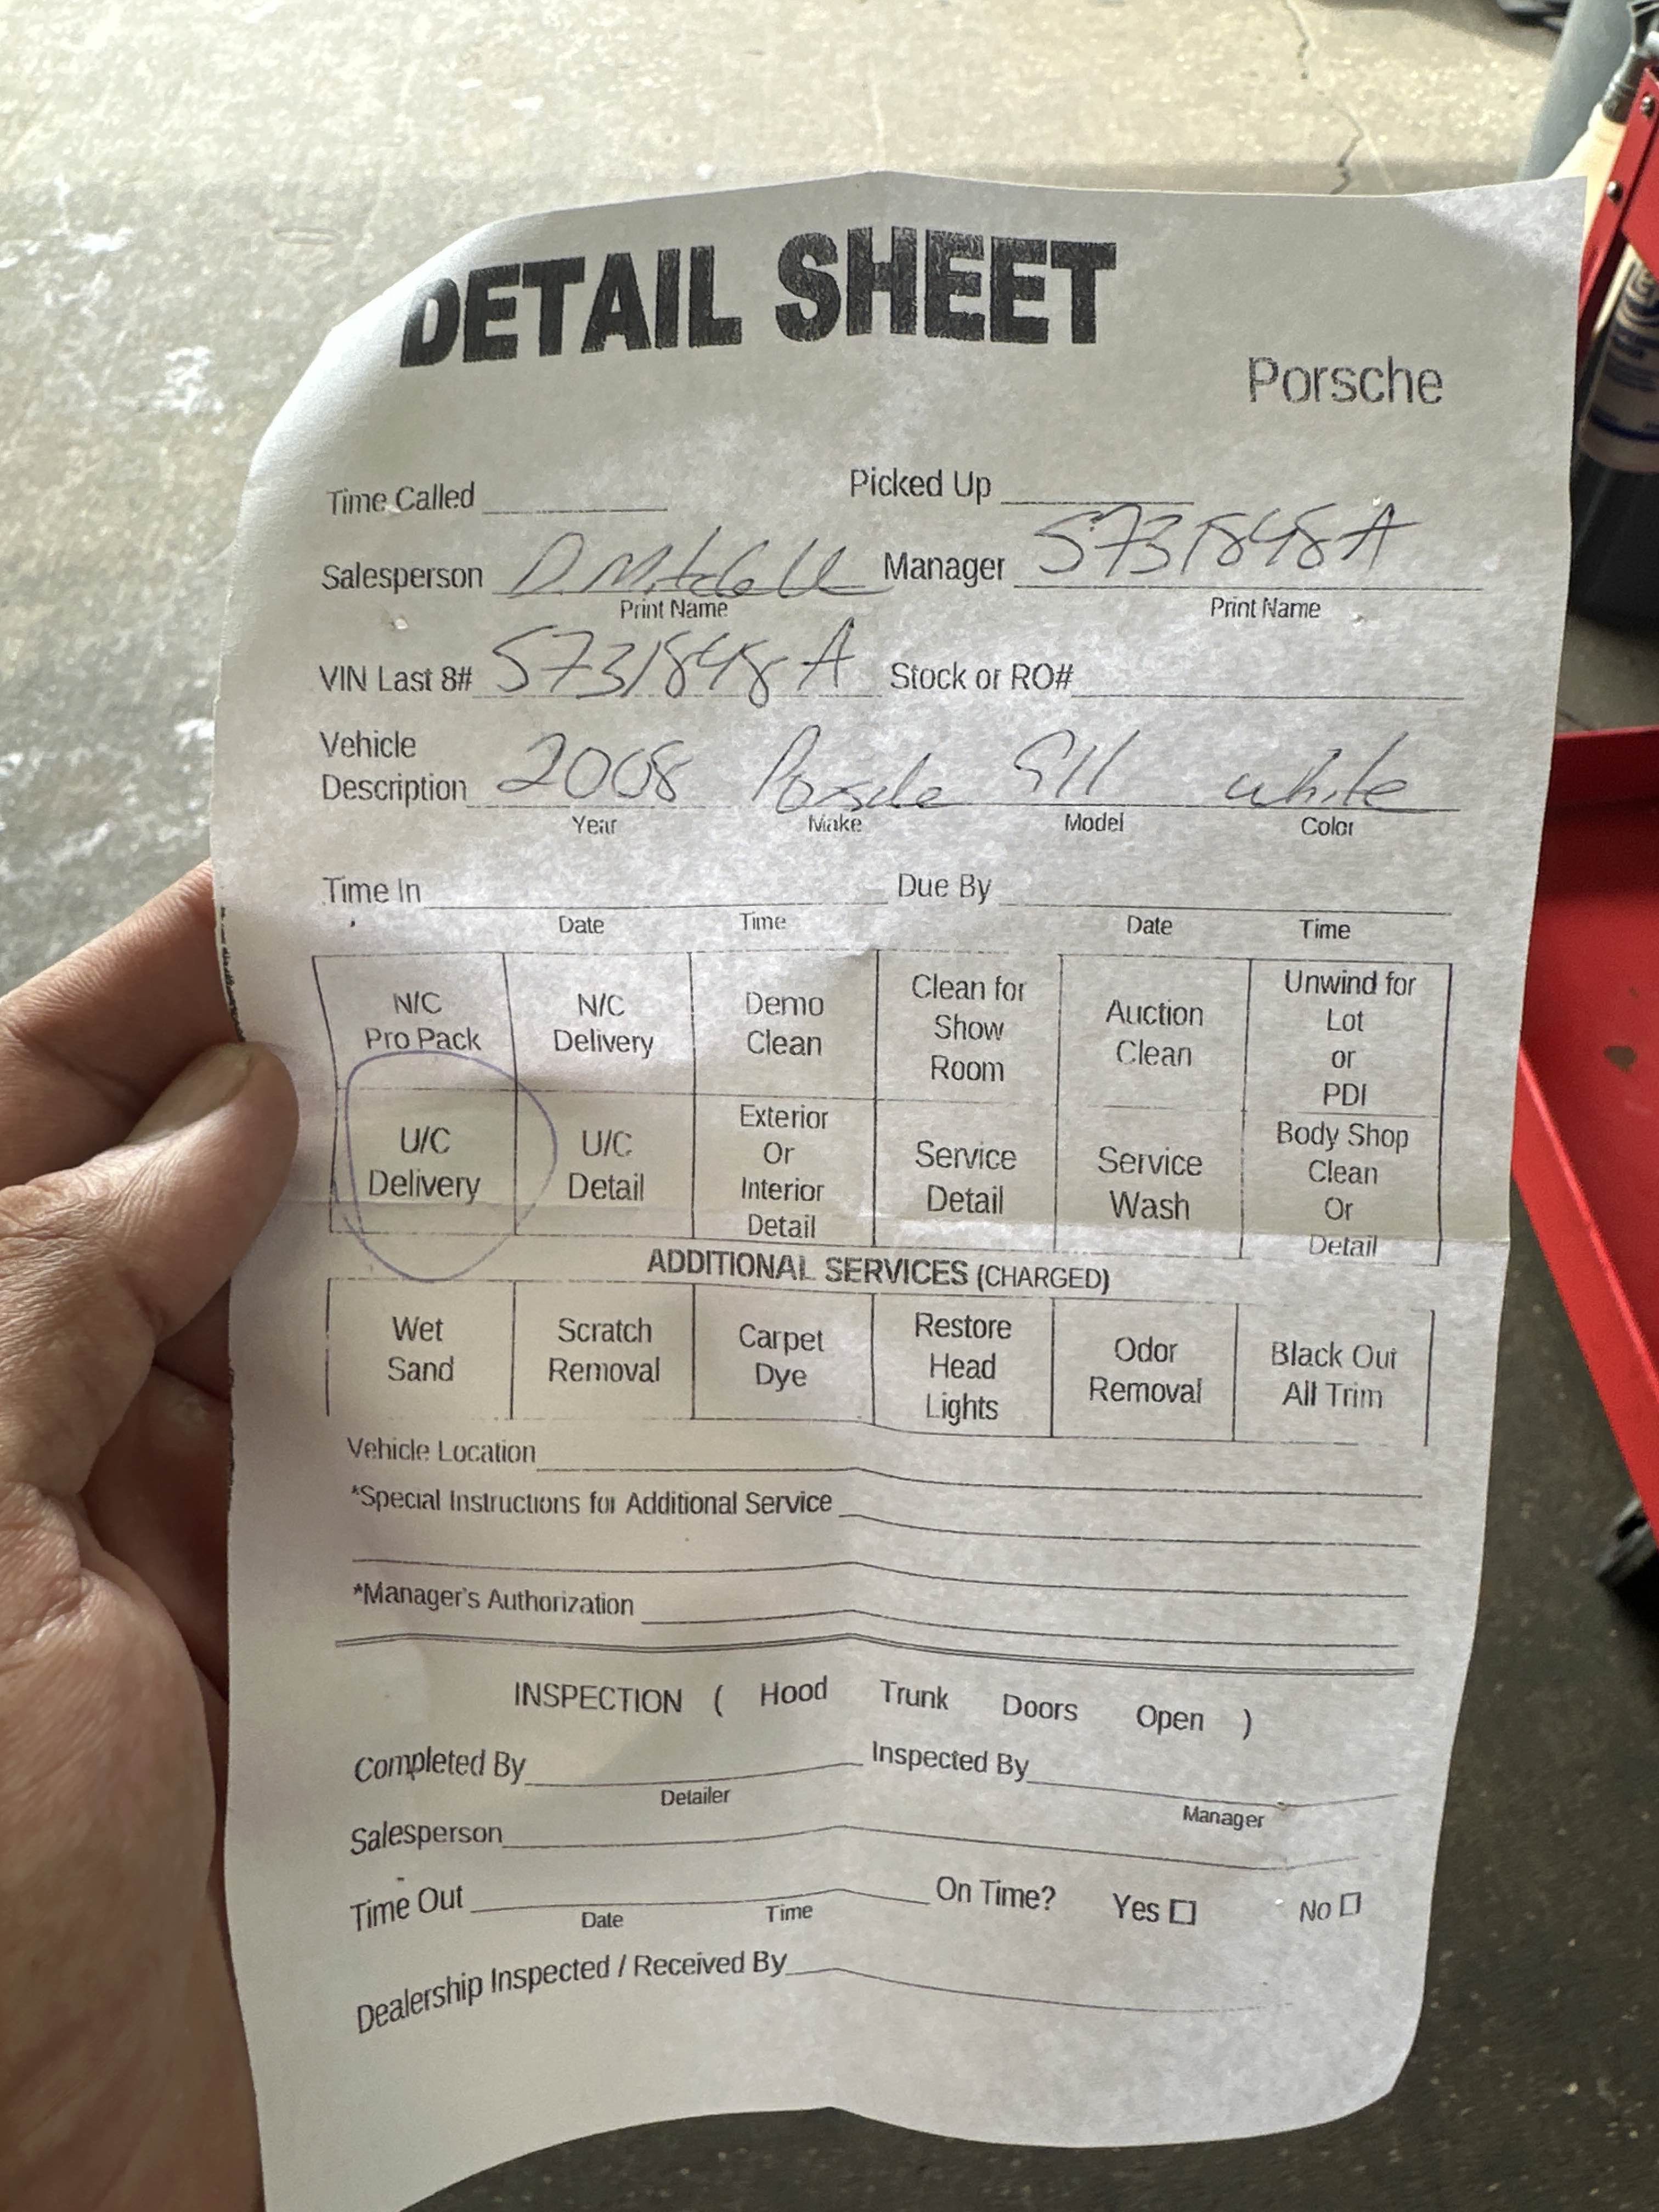 DETAIL SHEET
Porsche
Time Called Picked Up
Salesperson D. Mitchell Manager 5731848A
Print Name Print Name
VIN Last 8# 5731848A Stock or RO#
Vehicle Description 2008 Porsche 911 white
Year Make Model Color
Time In Due By
Date Time Date Time
N/C Pro Pack N/C Delivery Demo Clean Clean for Show Room Auction Clean Unwind for Lot or PDI
U/C Delivery U/C Detail Exterior Or Interior Detail Service Detail Service Wash Body Shop Clean Or Detail
ADDITIONAL SERVICES (CHARGED)
Wet Sand Scratch Removal Carpet Dye Restore Head Lights Odor Removal Black Out All Trim
Vehicle Location
*Special Instructions for Additional Service
*Manager's Authorization
INSPECTION ( Hood Trunk Doors Open )
Completed By Inspected By
Detailer Manager
Salesperson
Time Out On Time? Yes No
Date Time
Dealership Inspected / Received By